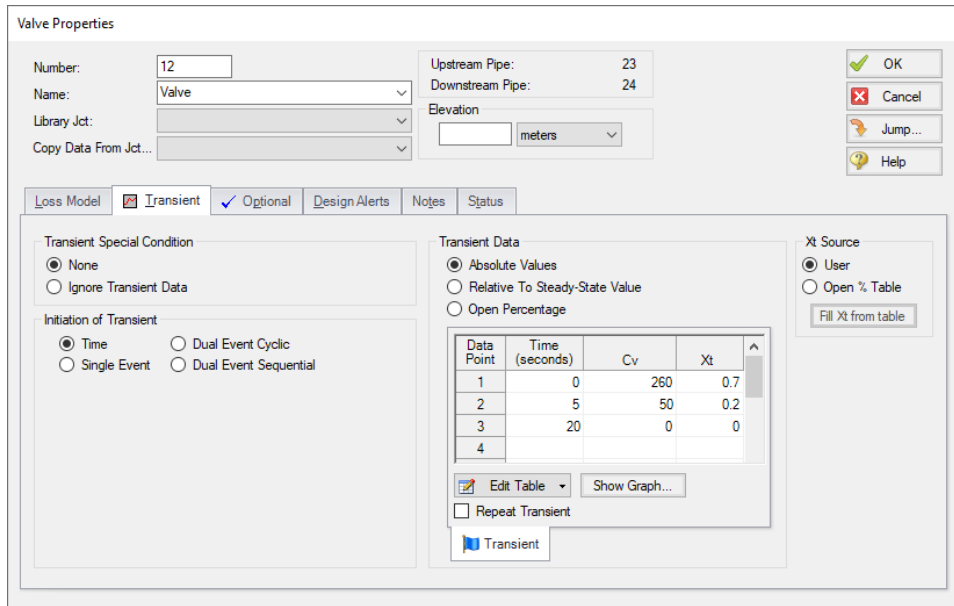 Valve Properties
Number: 12
Name: Valve
Library Jct:
Copy Data From Jct...
Upstream Pipe: 23
Downstream Pipe: 24
Elevation
meters
OK
Cancel
Jump...
Help
Loss Model Transient Optional Design Alerts Notes Status
Transient Special Condition
None
Ignore Transient Data
Initiation of Transient
Time Dual Event Cyclic
Single Event Dual Event Sequential
Transient Data
Absolute Values
Relative To Steady-State Value
Open Percentage
Data Point Time (seconds) Cv Xt
1 0 260 0.7
2 5 50 0.2
3 20 0 0
4
Edit Table Show Graph...
Repeat Transient
Transient
Xt Source
User
Open % Table
Fill Xt from table